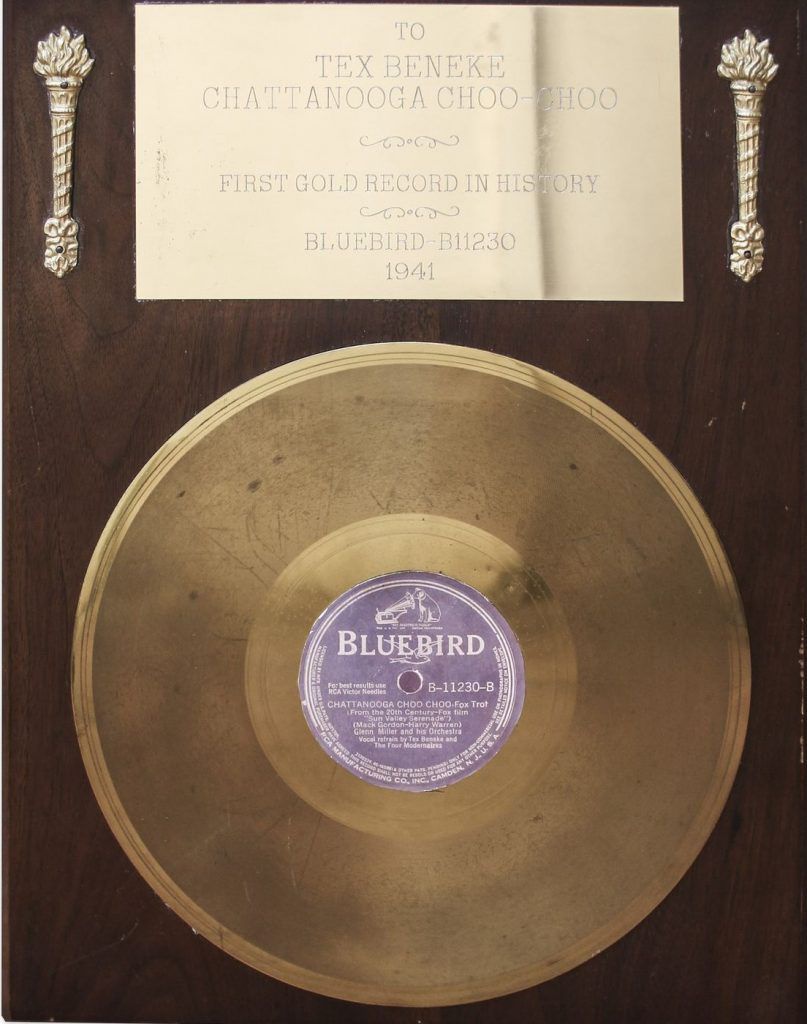 TO
TEX BENEKE
CHATTANOOGA CHOO-CHOO
FIRST GOLD RECORD IN HISTORY
BLUEBIRD-B11230
1941
BLUEBIRD
For best results use
RCA Victor Needles
B-11230-B
CHATTANOOGA CHOO CHOO-Fox Trot
(From the 20th Century-Fox film
"Sun Valley Serenade")
(Mack Gordon-Harry Warren)
Glenn Miller and his Orchestra
Vocal refrain by Tex Beneke and
The Four Modernaires
RCA MANUFACTURING CO., INC., CAMDEN, N. J., U. S. A.